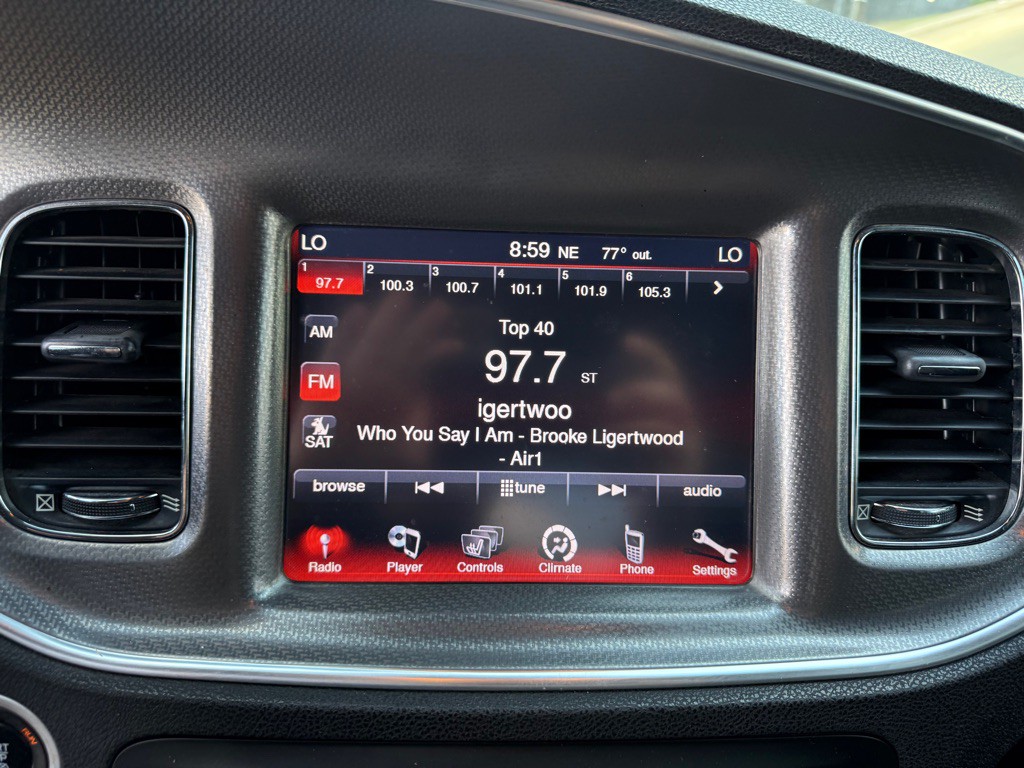 LO 8:59 NE 77° out. LO
1 2 3 4 5 6
97.7 100.3 100.7 101.1 101.9 105.3
AM Top 40
97.7 ST
FM
igertwoo
SAT Who You Say I Am - Brooke Ligertwood
- Air1
browse tune audio
Radio Player Controls Climate Phone Settings
RUN